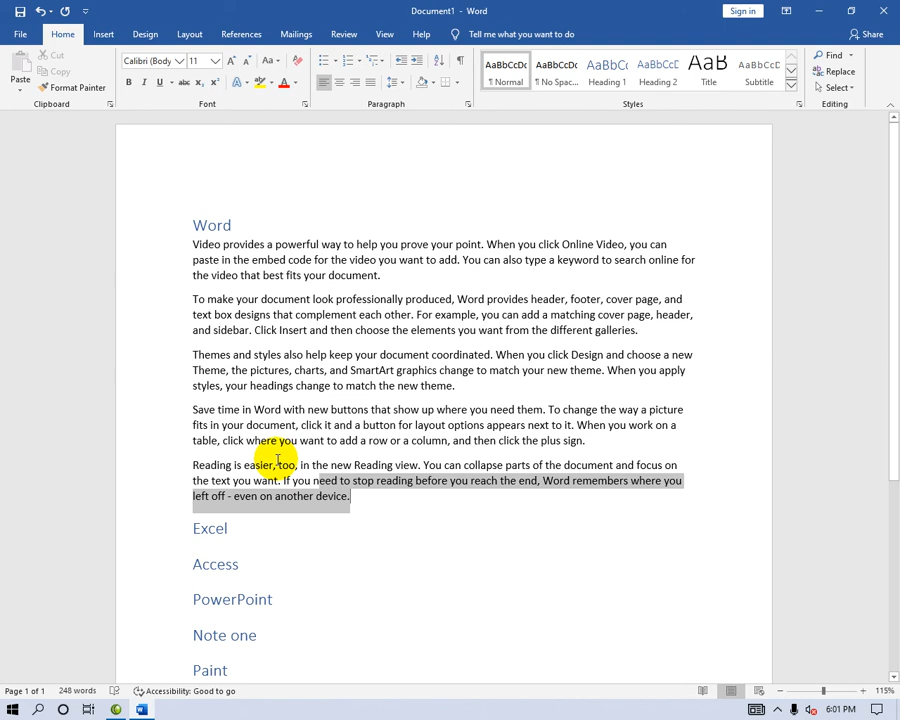 Document1 - Word
Sign in
File Home Insert Design Layout References Mailings Review View Help Tell me what you want to do Share
Paste
Cut
Copy
Format Painter
Clipboard
Calibri (Body 11
Font
Paragraph
AaBbCcDd AaBbCcDd AaBbCc AaBbCcD AaB AaBbCcD
¶ Normal ¶ No Spac... Heading 1 Heading 2 Title Subtitle
Styles
Find
Replace
Select
Editing
Word
Video provides a powerful way to help you prove your point. When you click Online Video, you can
paste in the embed code for the video you want to add. You can also type a keyword to search online for
the video that best fits your document.
To make your document look professionally produced, Word provides header, footer, cover page, and
text box designs that complement each other. For example, you can add a matching cover page, header,
and sidebar. Click Insert and then choose the elements you want from the different galleries.
Themes and styles also help keep your document coordinated. When you click Design and choose a new
Theme, the pictures, charts, and SmartArt graphics change to match your new theme. When you apply
styles, your headings change to match the new theme.
Save time in Word with new buttons that show up where you need them. To change the way a picture
fits in your document, click it and a button for layout options appears next to it. When you work on a
table, click where you want to add a row or a column, and then click the plus sign.
Reading is easier, too, in the new Reading view. You can collapse parts of the document and focus on
the text you want. If you need to stop reading before you reach the end, Word remembers where you
left off - even on another device.
Excel
Access
PowerPoint
Note one
Paint
Page 1 of 1 248 words Accessibility: Good to go 115%
6:01 PM